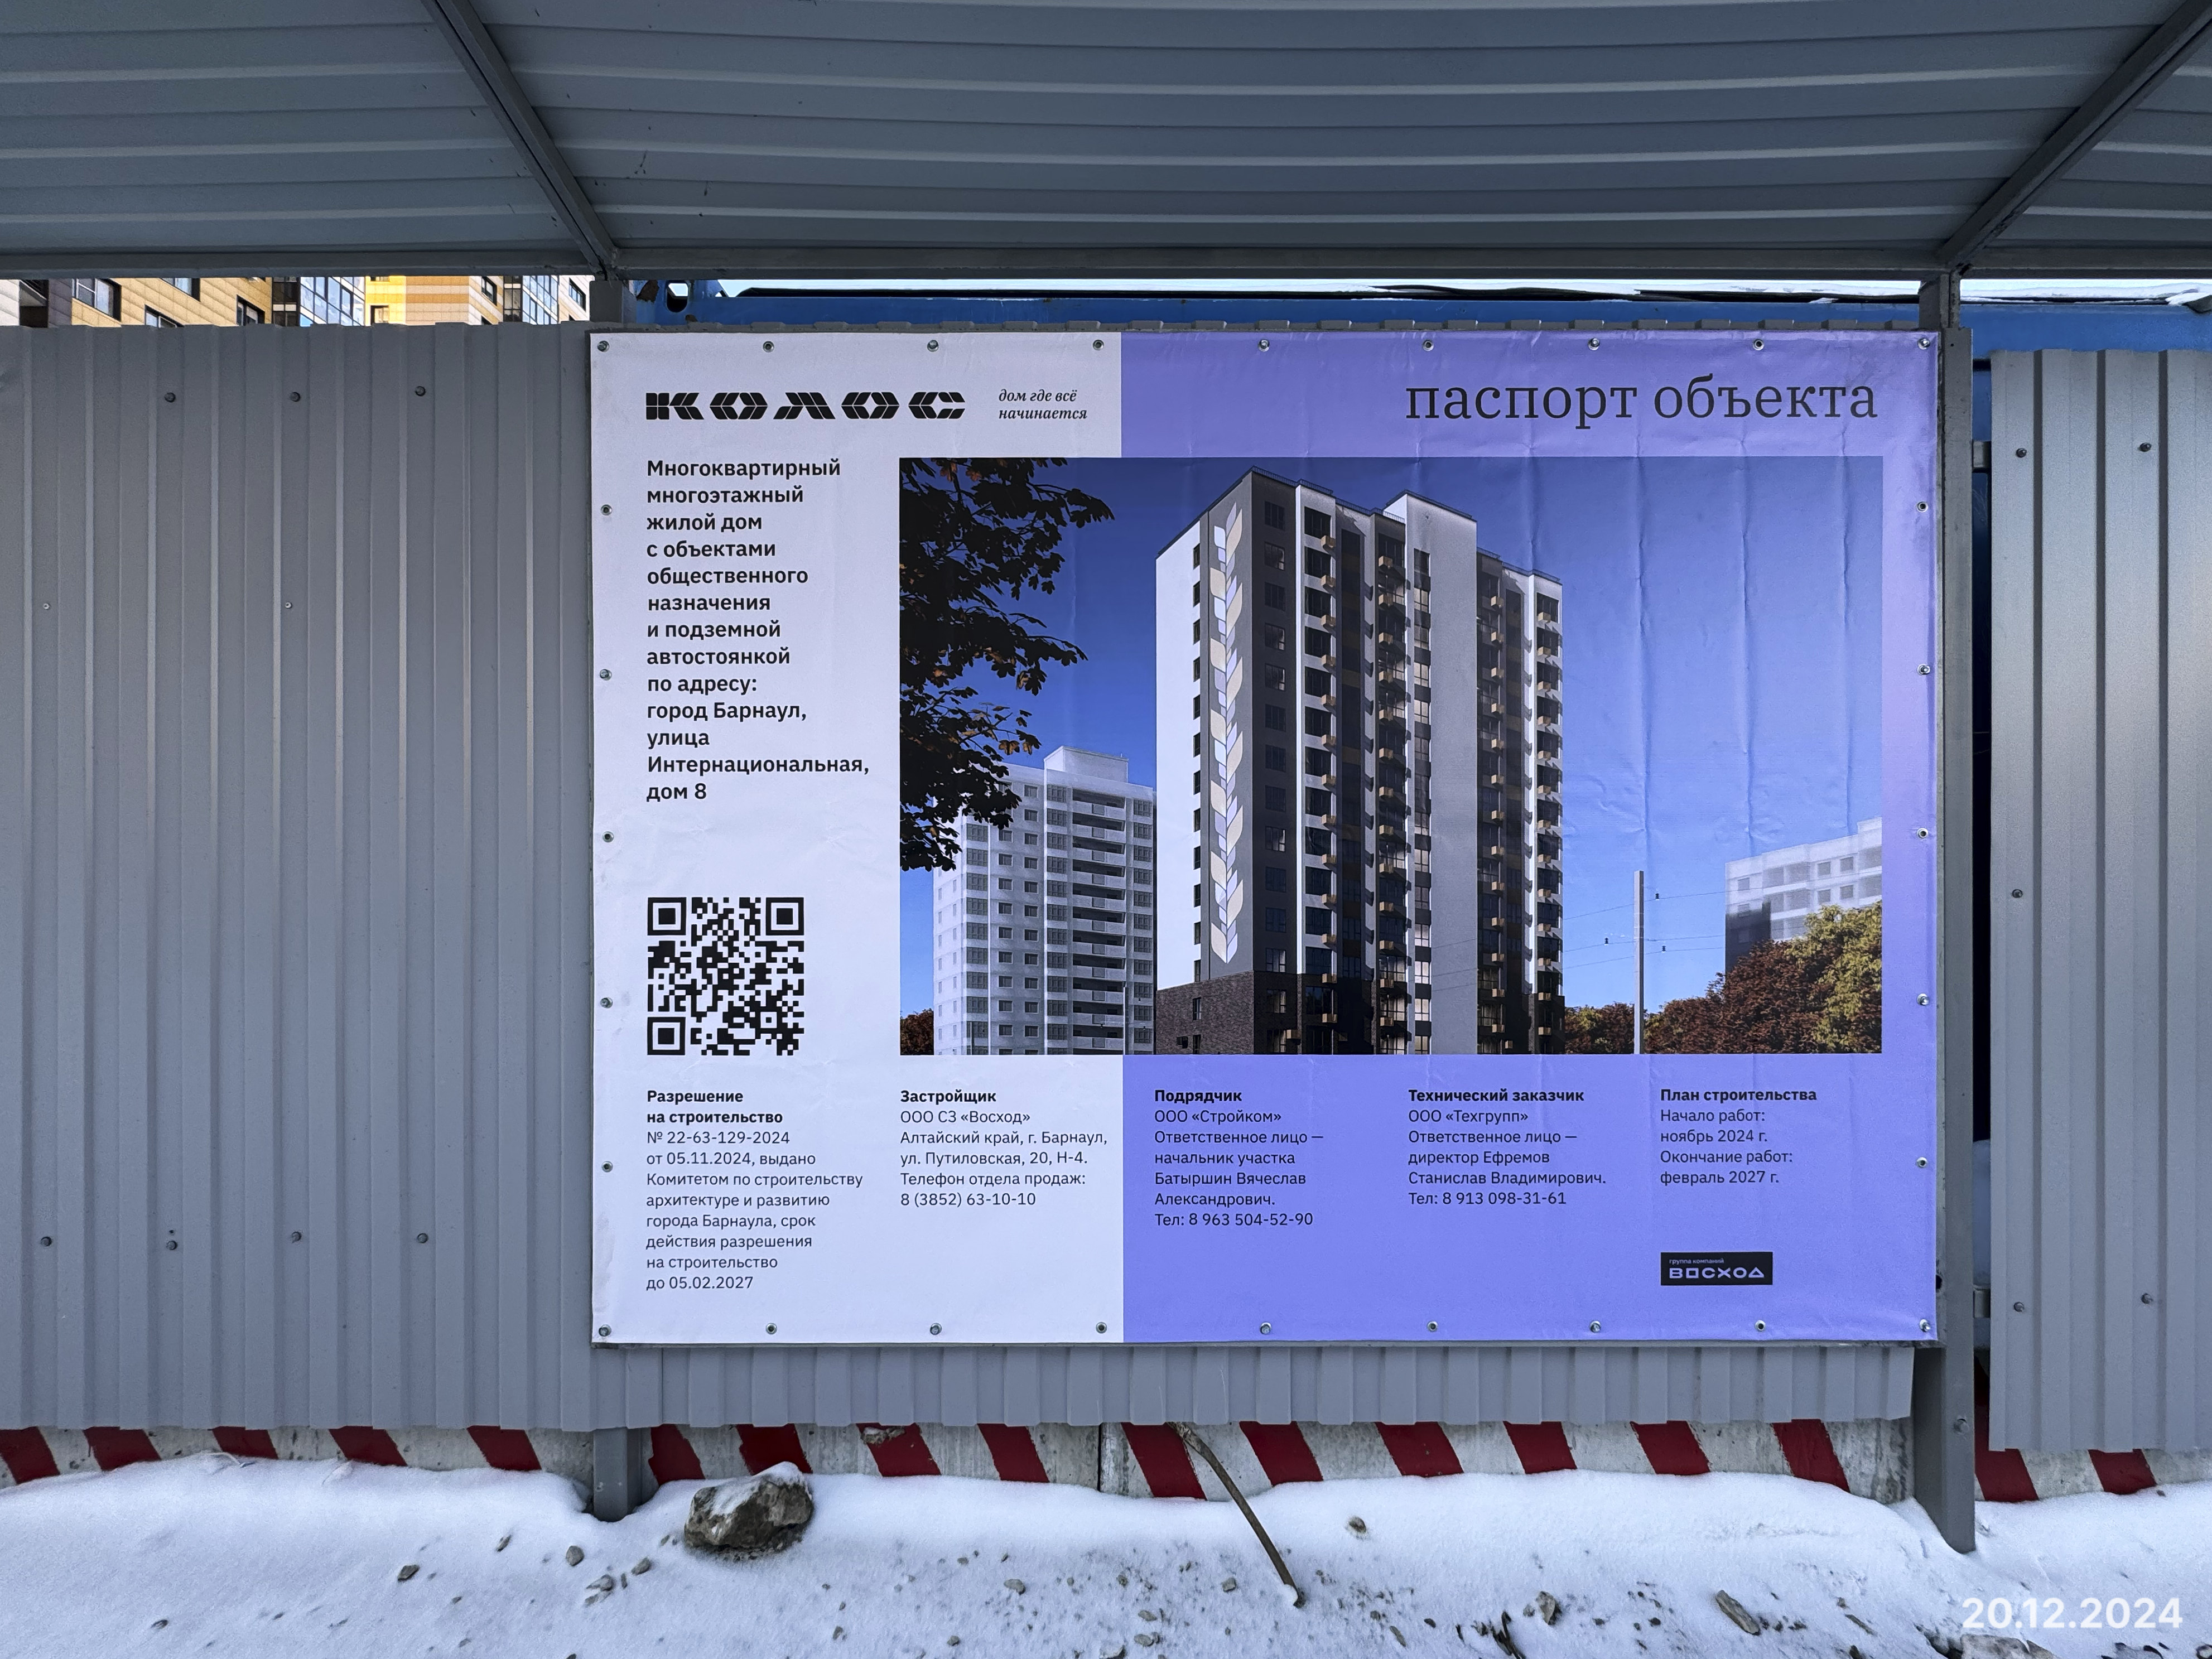 колос
дом где всё
начинается
паспорт объекта
Многоквартирный
многоэтажный
жилой дом
с объектами
общественного
назначения
и подземной
автостоянкой
по адресу:
город Барнаул,
улица
Интернациональная,
дом 8
Разрешение
на строительство
№ 22-63-129-2024
от 05.11.2024, выдано
Комитетом по строительству
архитектуре и развитию
города Барнаула, срок
действия разрешения
на строительство
до 05.02.2027
Застройщик
ООО СЗ «Восход»
Алтайский край, г. Барнаул,
ул. Путиловская, 20, Н-4.
Телефон отдела продаж:
8 (3852) 63-10-10
Подрядчик
ООО «Стройком»
Ответственное лицо —
начальник участка
Батыршин Вячеслав
Александрович.
Тел: 8 963 504-52-90
Технический заказчик
ООО «Техгрупп»
Ответственное лицо —
директор Ефремов
Станислав Владимирович.
Тел: 8 913 098-31-61
План строительства
Начало работ:
ноябрь 2024 г.
Окончание работ:
февраль 2027 г.
группа компаний
ВОСХОД
20.12.2024